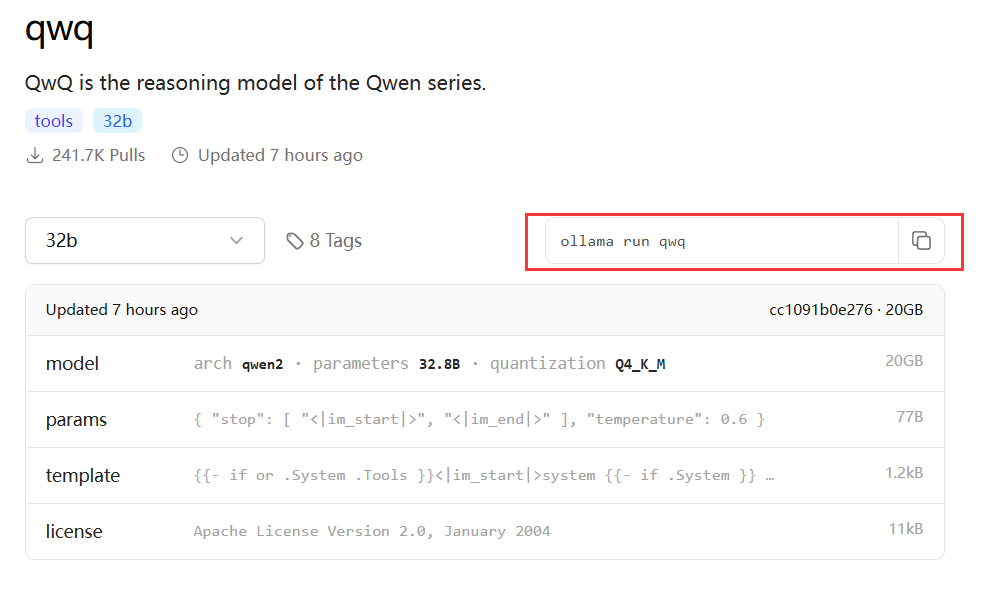 qwq
QwQ is the reasoning model of the Qwen series.
tools 32b
241.7K Pulls Updated 7 hours ago
32b 8 Tags ollama run qwq
Updated 7 hours ago cc1091b0e276 · 20GB
model arch qwen2 · parameters 32.8B · quantization Q4_K_M 20GB
params { "stop": [ "<|im_start|>", "<|im_end|>" ], "temperature": 0.6 } 77B
template {{- if or .System .Tools }}<|im_start|>system {{- if .System }} … 1.2kB
license Apache License Version 2.0, January 2004 11kB